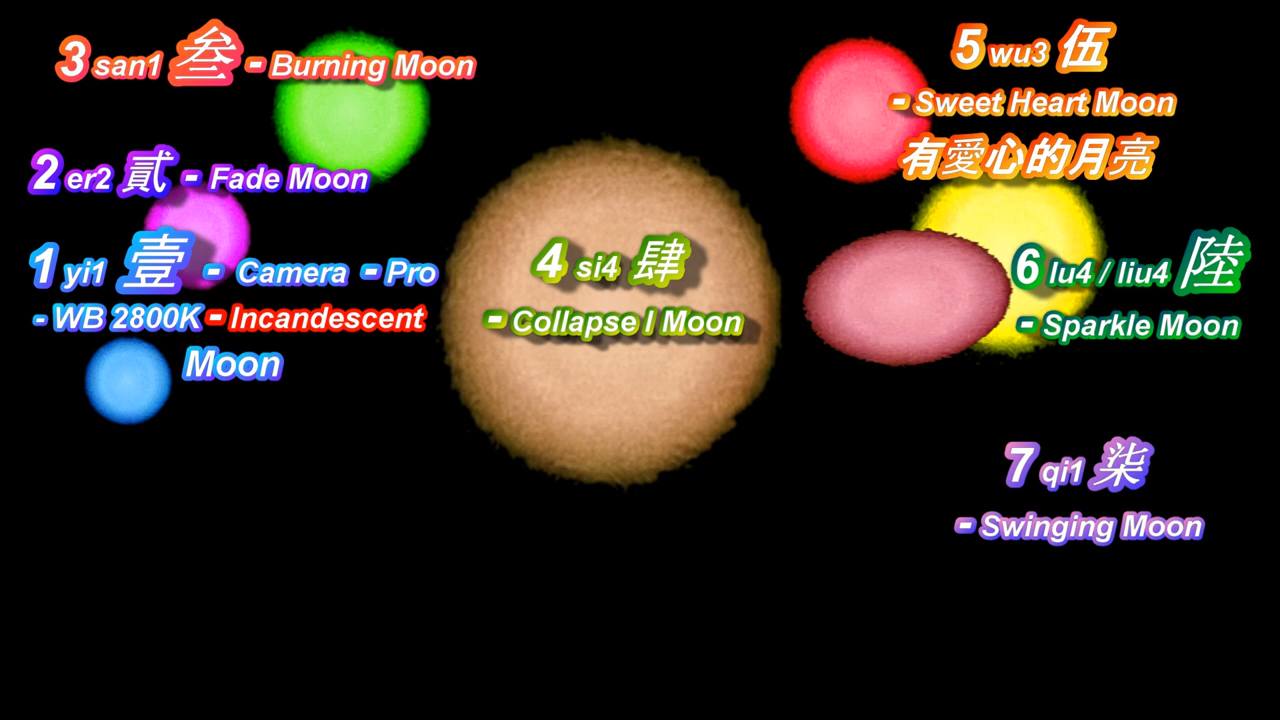 3 san1 叁 - Burning Moon
2 er2 貳 - Fade Moon
1 yi1 壹 - Camera - Pro
- WB 2800K - Incandescent
Moon
4 si4 肆
- Collapse / Moon
5 wu3 伍
- Sweet Heart Moon
有愛心的月亮
6 lu4 / liu4 陸
- Sparkle Moon
7 qi1 柒
- Swinging Moon